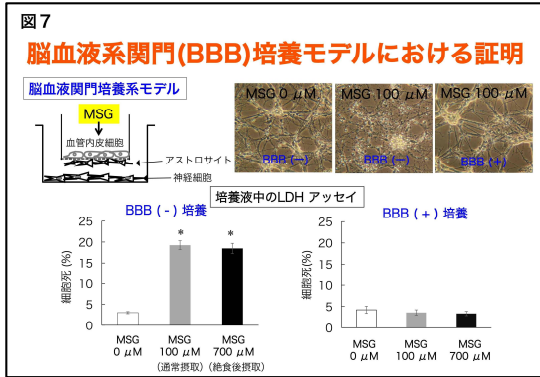 図７
脳血液系関門(BBB)培養モデルにおける証明
脳血液関門培養系モデル
MSG
血管内皮細胞
アストロサイト
神経細胞
MSG 0 μM
MSG 100 μM
MSG 100 μM
BBB (−)
BBB (−)
BBB (+)
培養液中のLDH アッセイ
BBB ( - ) 培養
BBB ( + ) 培養
細胞死(%)
25
20
15
10
5
0
*
*
MSG
0 μM
MSG
100 μM
(通常摂取)
MSG
700 μM
(絶食後摂取)
細胞死(%)
25
20
15
10
5
0
MSG
0 μM
MSG
100 μM
MSG
700 μM